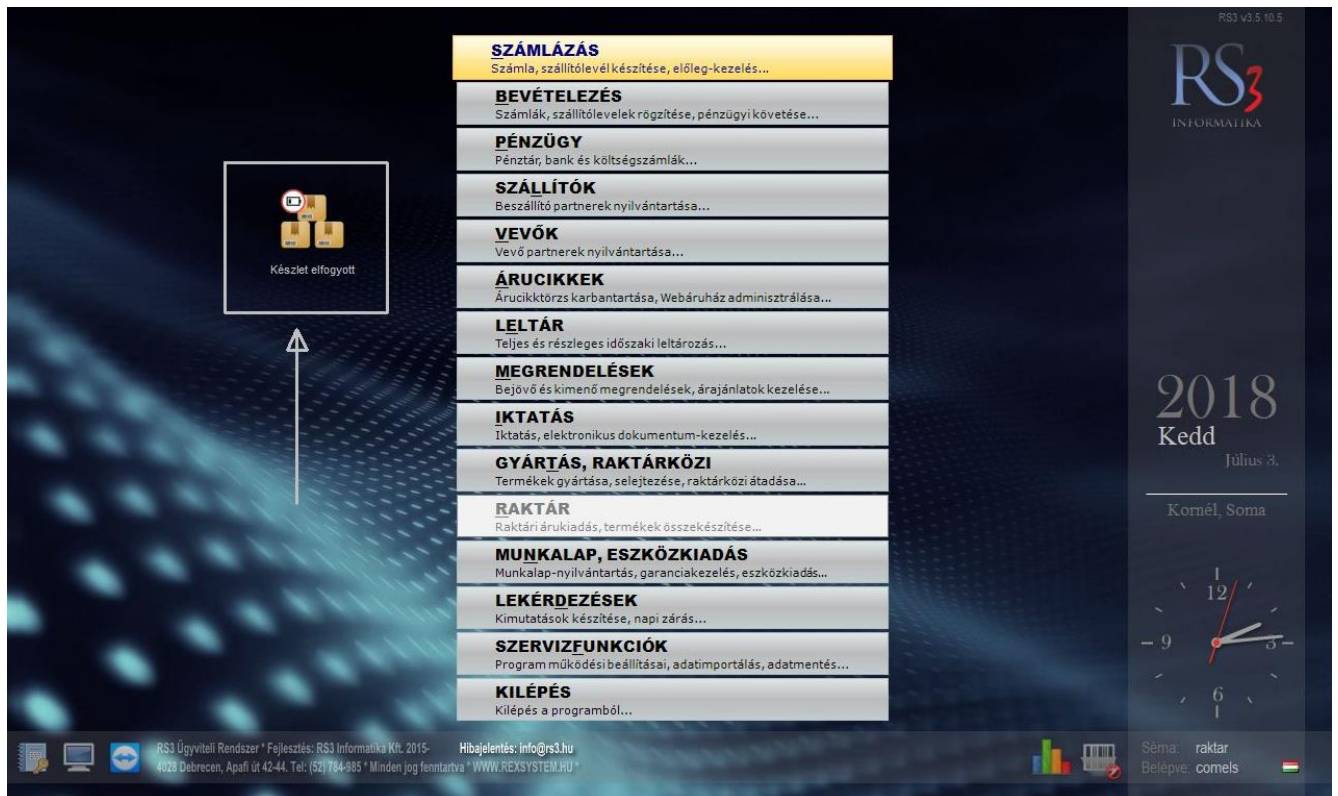 RS3 v3.5.10.5
SZÁMLÁZÁS
Számla, szállítólevél készítése, előleg-kezelés...
BEVÉTELEZÉS
Számlák, szállítólevelek rögzítése, pénzügyi követése...
PÉNZÜGY
Pénztár, bank és költségszámlák...
SZÁLLÍTÓK
Beszállító partnerek nyilvántartása...
VEVŐK
Vevő partnerek nyilvántartása...
ÁRUCIKKEK
Árucikktörzs karbantartása, Webáruház adminisztrálása...
LELTÁR
Teljes és részleges időszaki leltározás...
MEGRENDELÉSEK
Bejövő és kimenő megrendelések, árajánlatok kezelése...
IKTATÁS
Iktatás, elektronikus dokumentum-kezelés...
GYÁRTÁS, RAKTÁRKÖZI
Termékek gyártása, selejtezése, raktárközi átadása...
RAKTÁR
Raktári árukiadás, termékek összekészítése...
MUNKALAP, ESZKÖZKIADÁS
Munkalap-nyilvántartás, garanciakezelés, eszközkiadás...
LEKÉRDEZÉSEK
Kimutatások készítése, napi zárás...
SZERVIZFUNKCIÓK
Program működési beállításai, adatimportálás, adatmentés...
KILÉPÉS
Kilépés a programból...
Készlet elfogyott
RS3
INFORMATIKA
2018
Kedd
Július 3.
Kornél, Soma
12
3
6
9
RS3 Ügyviteli Rendszer * Fejlesztés: RS3 Informatika Kft. 2015- Hibajelentés: info@rs3.hu
4028 Debrecen, Apafi út 42-44. Tel: (52) 784-985 * Minden jog fenntartva * WWW.REXSYSTEM.HU *
Séma: raktar
Belépve: cornels